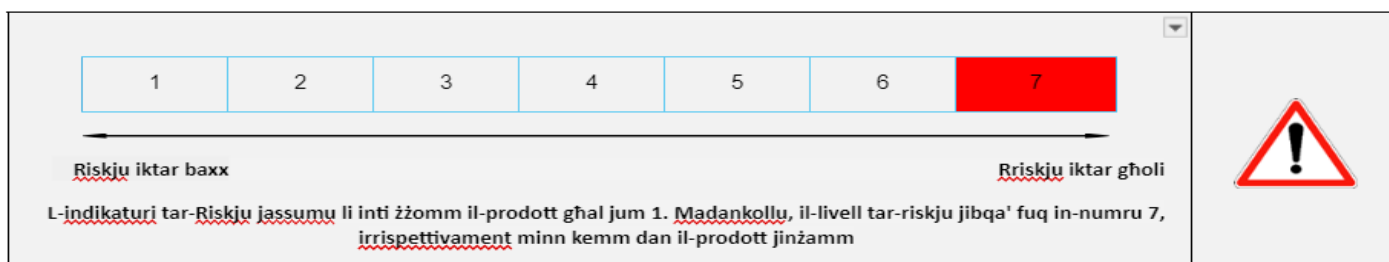 1 2 3 4 5 6 7
Riskju iktar baxx Rriskju iktar għoli
L-indikaturi tar-Riskju jassumu li inti żżomm il-prodott għal jum 1. Madankollu, il-livell tar-riskju jibqa' fuq in-numru 7,
irrispettivament minn kemm dan il-prodott jinżamm